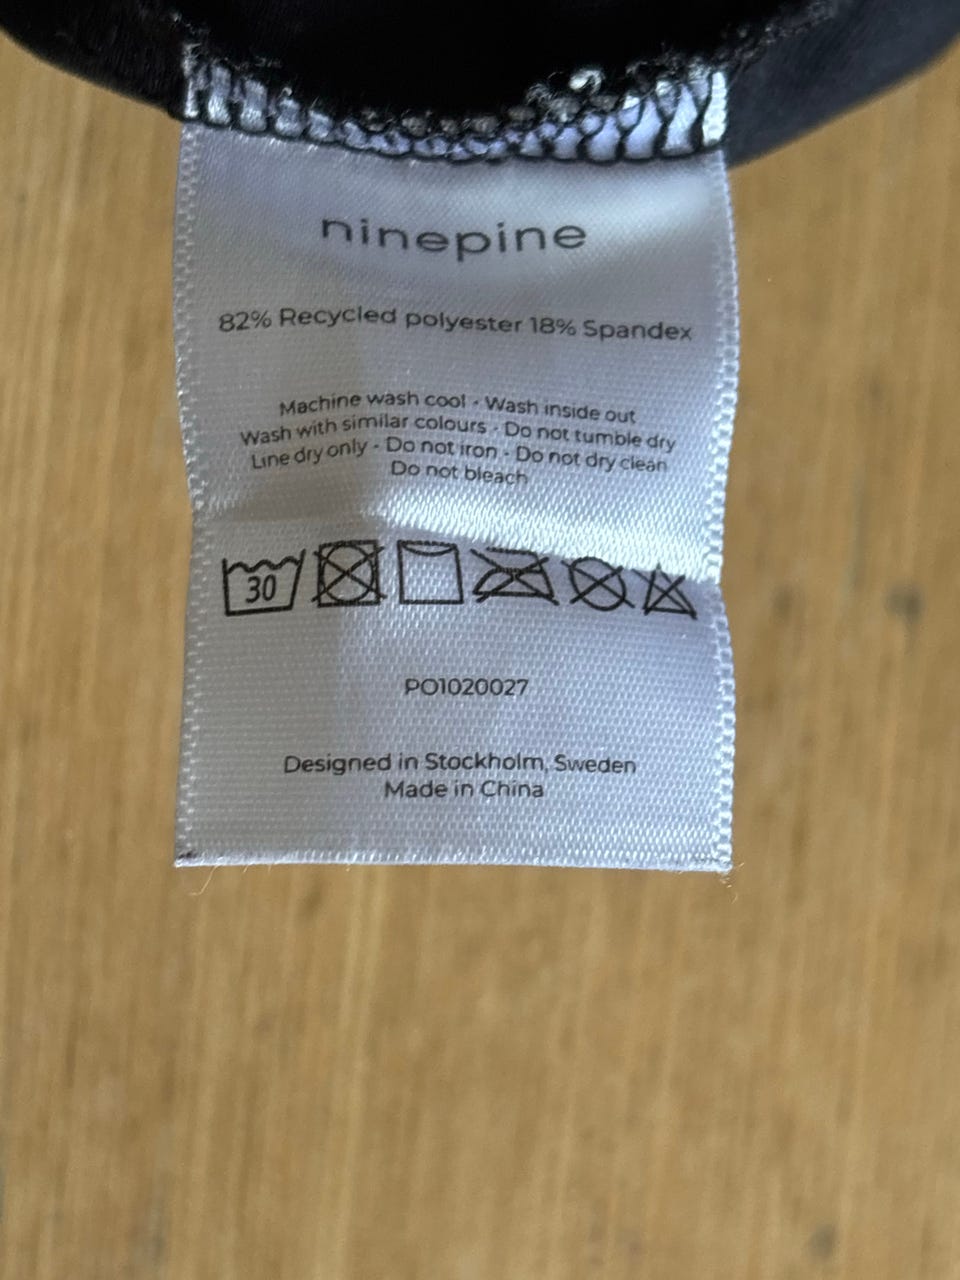 ninepine
82% Recycled polyester 18% Spandex
Machine wash cool · Wash inside out
Wash with similar colours · Do not tumble dry
Line dry only · Do not iron · Do not dry clean
Do not bleach
30
PO1020027
Designed in Stockholm, Sweden
Made in China